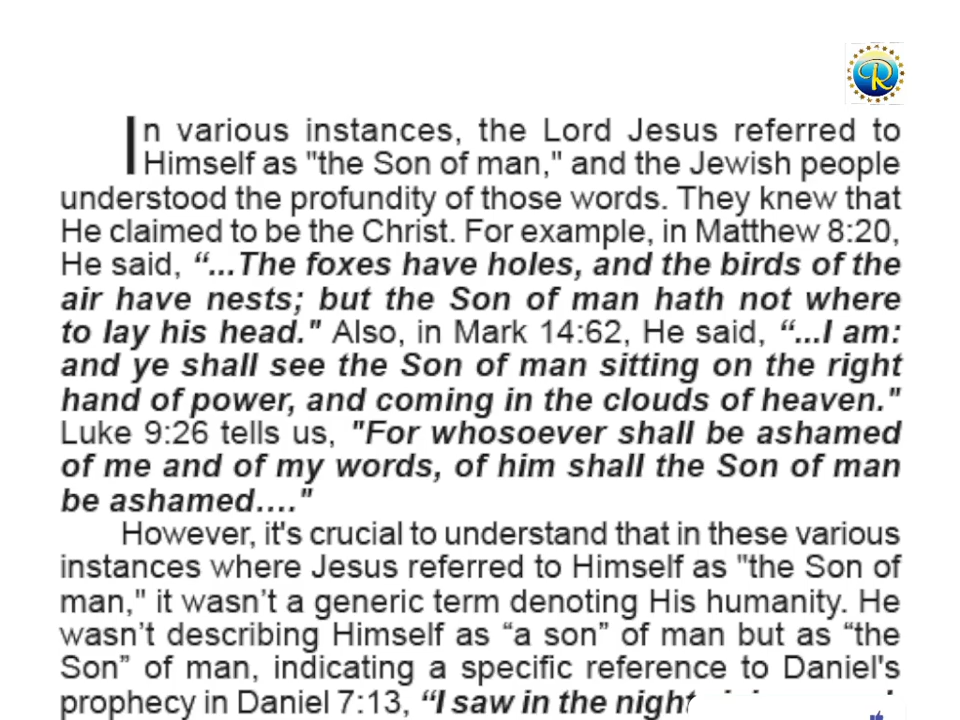 In various instances, the Lord Jesus referred to
Himself as "the Son of man," and the Jewish people
understood the profundity of those words. They knew that
He claimed to be the Christ. For example, in Matthew 8:20,
He said, “...The foxes have holes, and the birds of the
air have nests; but the Son of man hath not where
to lay his head." Also, in Mark 14:62, He said, “...I am:
and ye shall see the Son of man sitting on the right
hand of power, and coming in the clouds of heaven."
Luke 9:26 tells us, "For whosoever shall be ashamed
of me and of my words, of him shall the Son of man
be ashamed...."
However, it's crucial to understand that in these various
instances where Jesus referred to Himself as "the Son of
man," it wasn’t a generic term denoting His humanity. He
wasn’t describing Himself as “a son” of man but as “the
Son” of man, indicating a specific reference to Daniel's
prophecy in Daniel 7:13, “I saw in the night